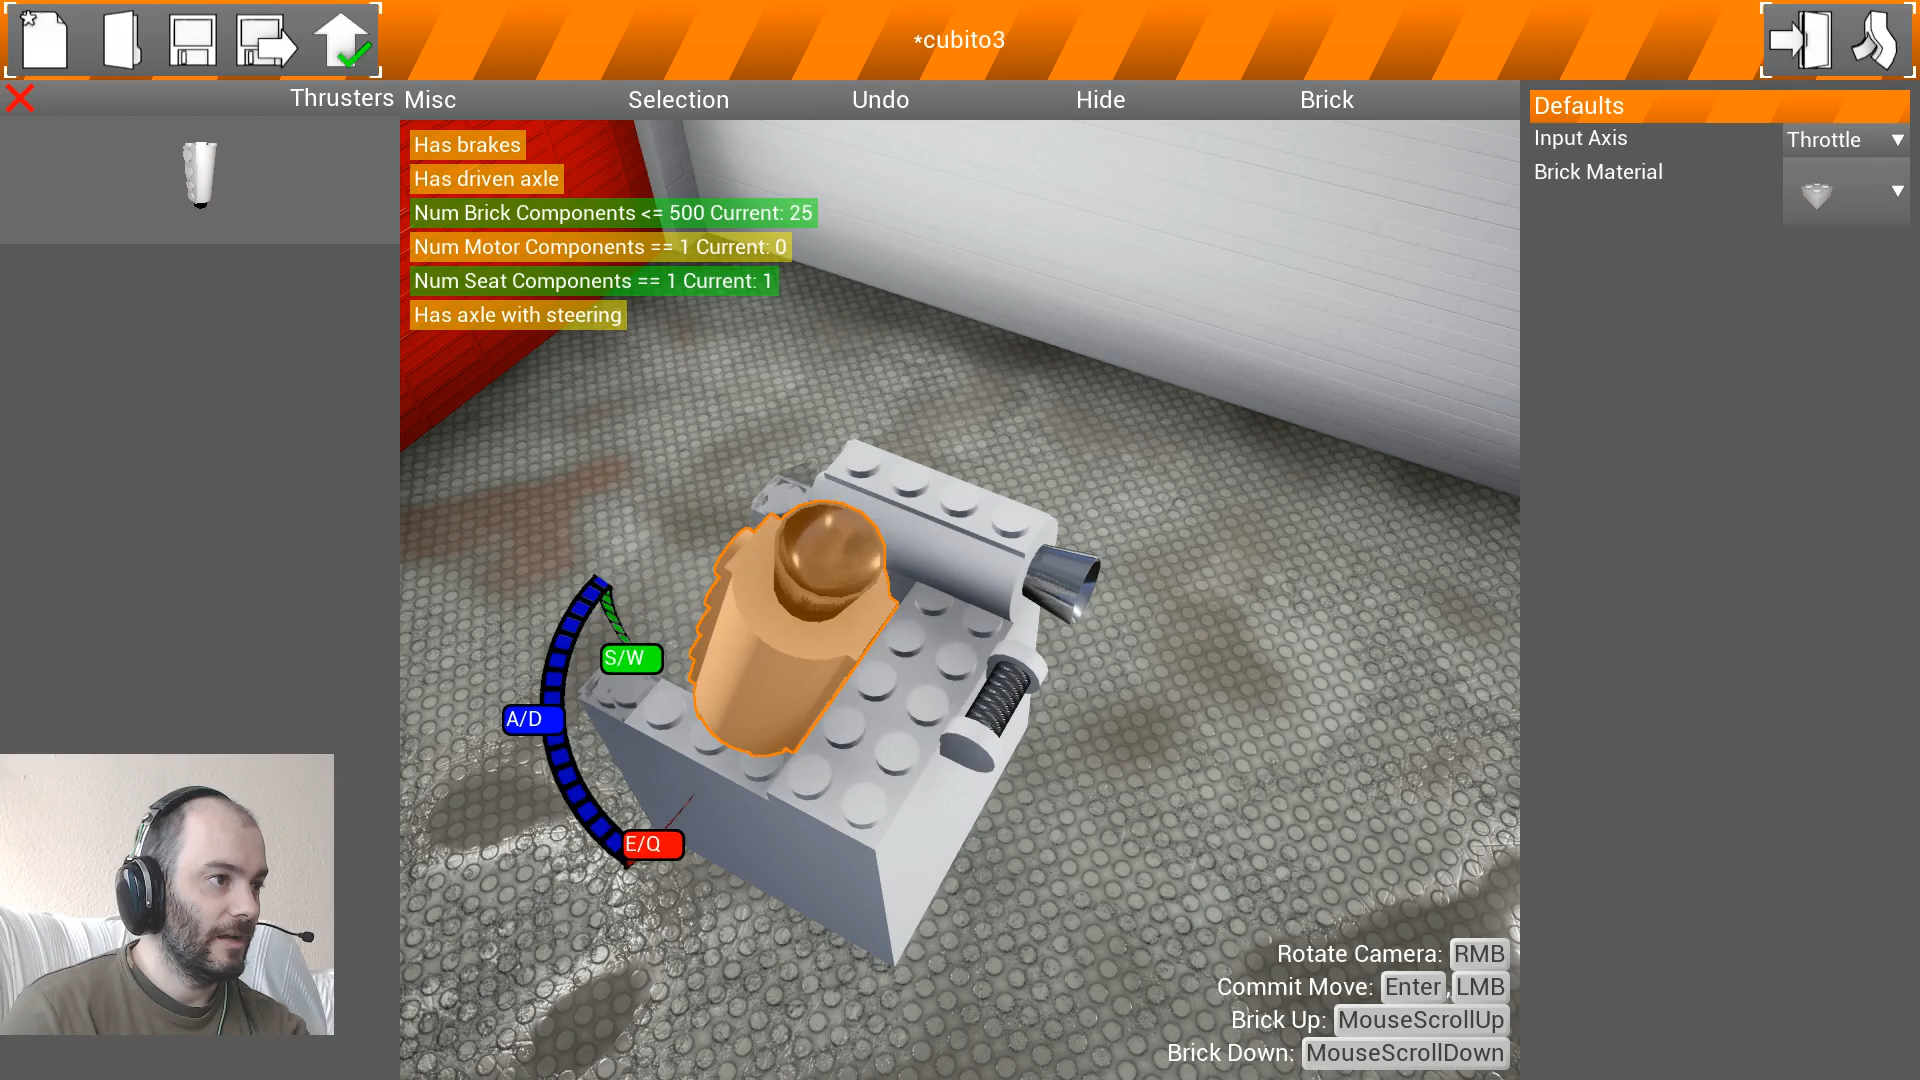 *cubito3
Thrusters
Misc
Selection
Undo
Hide
Brick
Has brakes
Has driven axle
Num Brick Components <= 500 Current: 25
Num Motor Components == 1 Current: 0
Num Seat Components == 1 Current: 1
Has axle with steering
Defaults
Input Axis
Throttle
Brick Material
S/W
A/D
E/Q
Rotate Camera: RMB
Commit Move: Enter, LMB
Brick Up: MouseScrollUp
Brick Down: MouseScrollDown